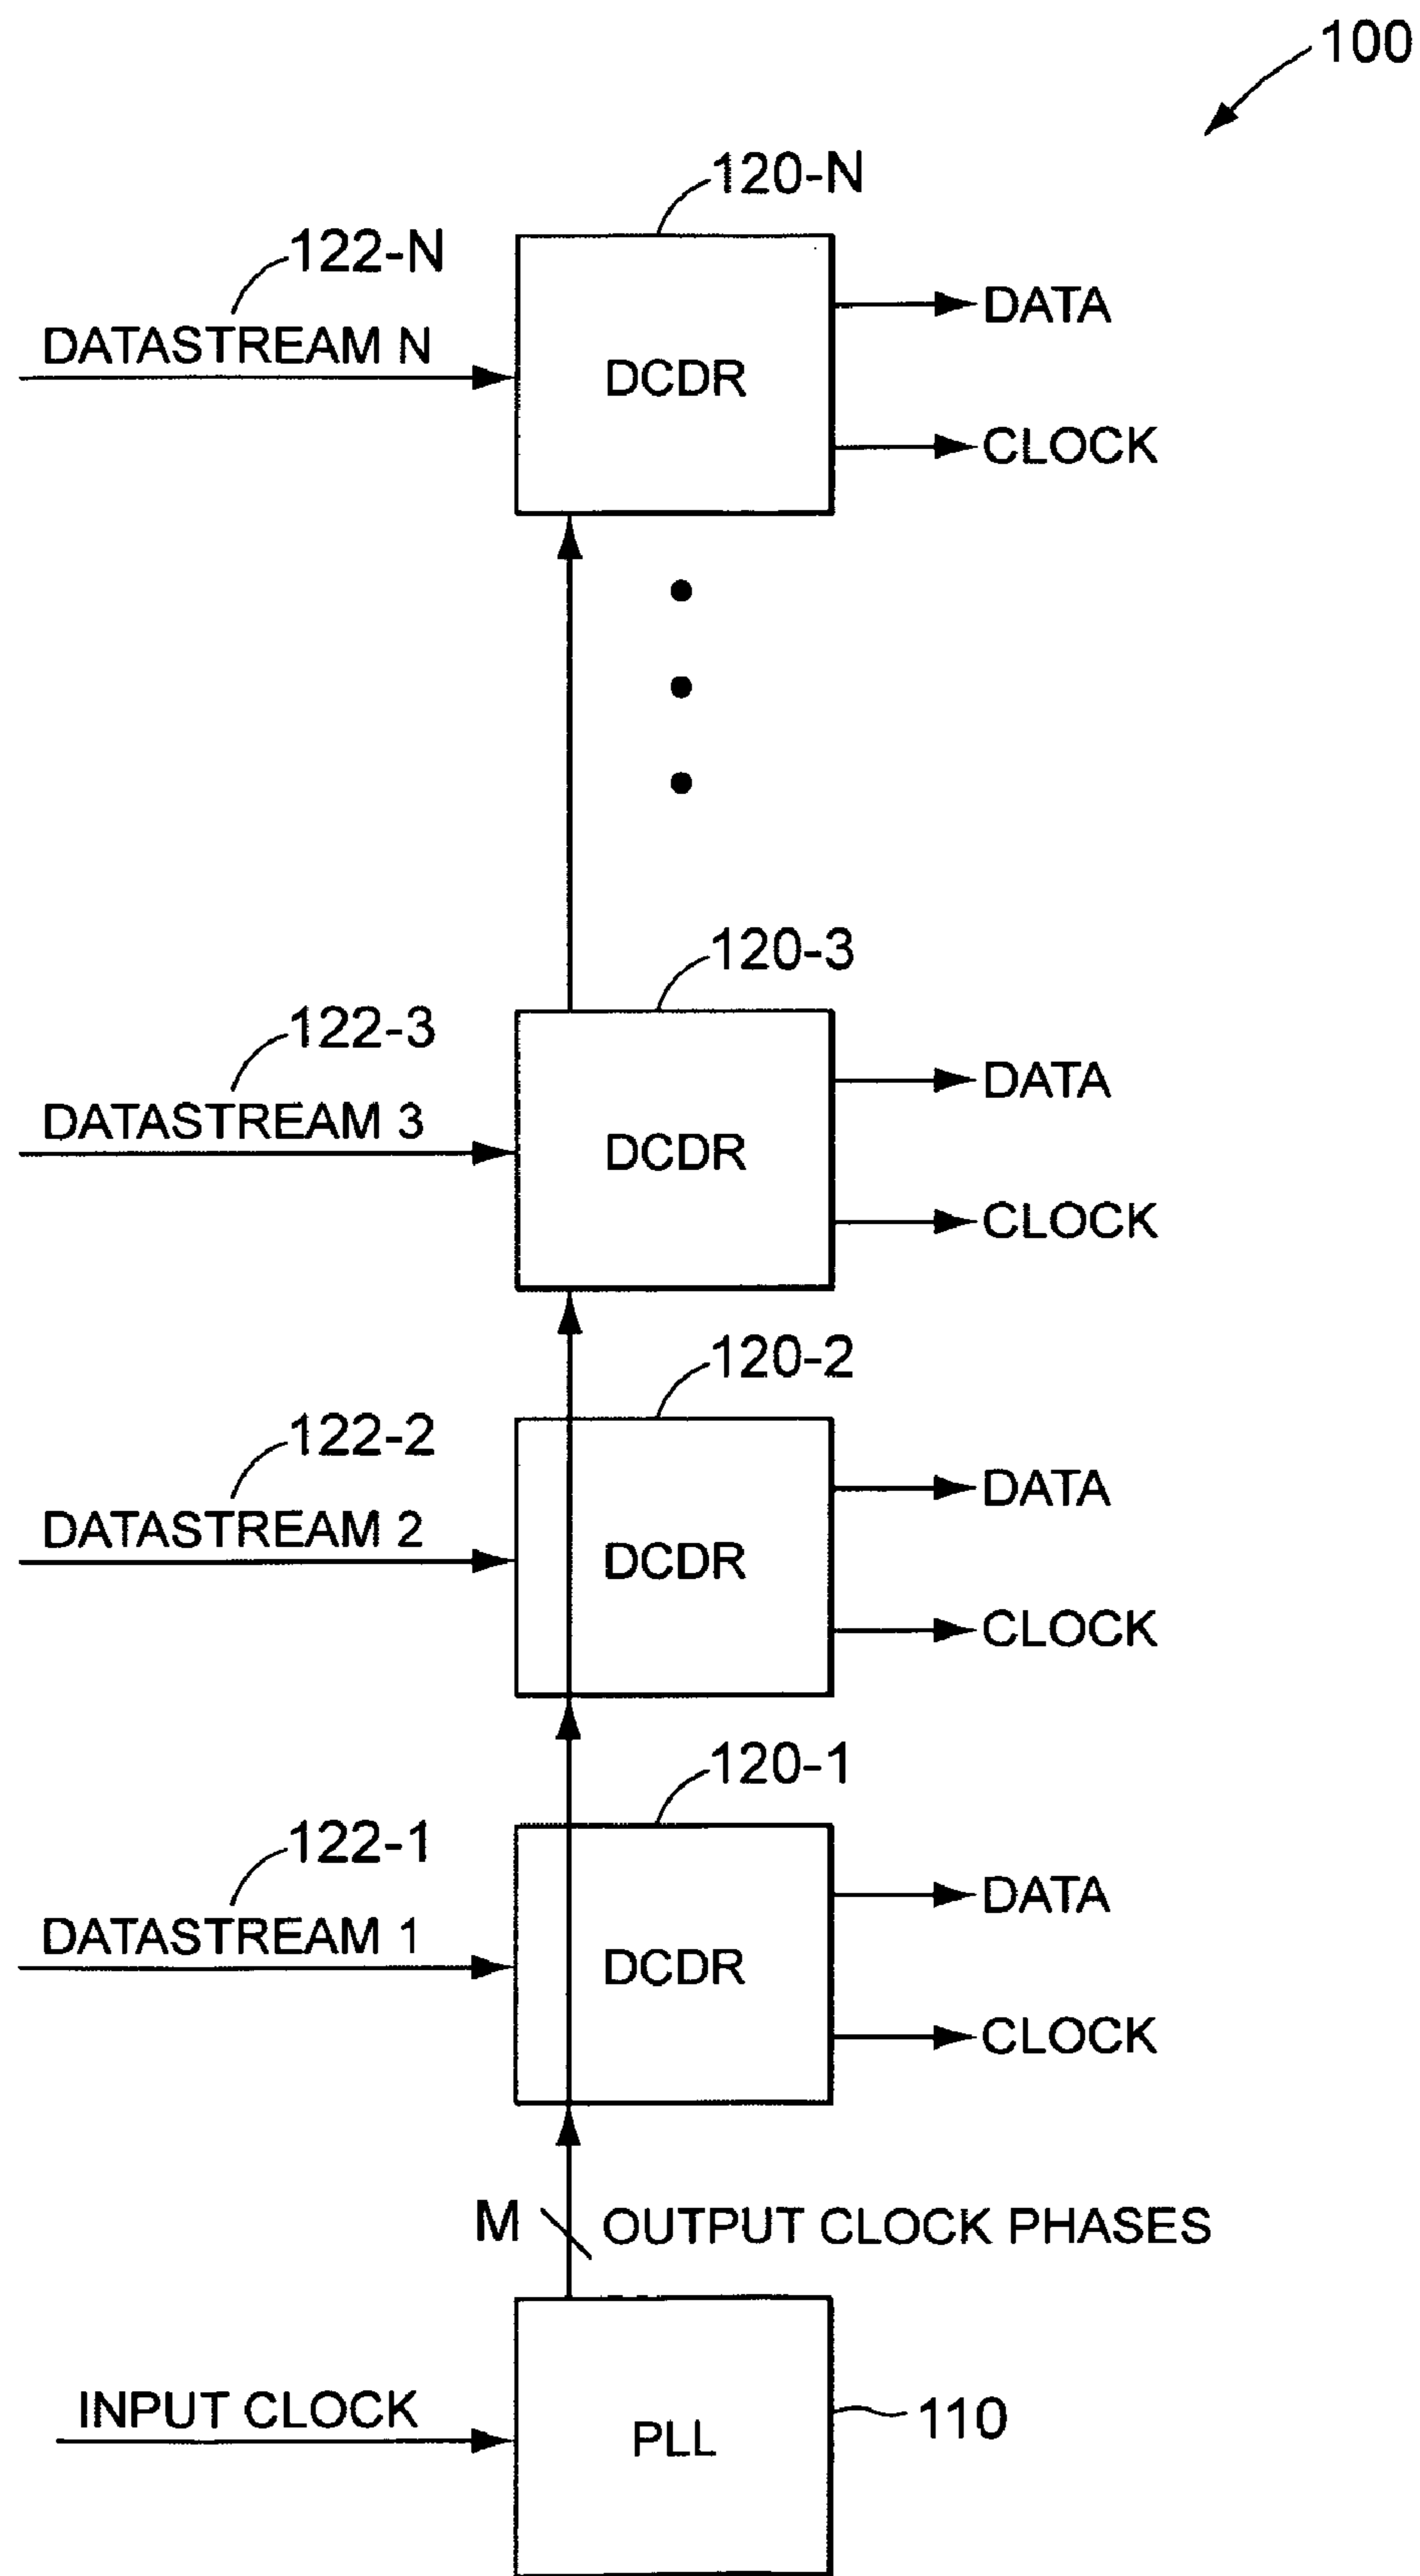 100
120-N
122-N
DATASTREAM N
DCDR
DATA
CLOCK
120-3
122-3
DATASTREAM 3
DCDR
DATA
CLOCK
120-2
122-2
DATASTREAM 2
DCDR
DATA
CLOCK
120-1
122-1
DATASTREAM 1
DCDR
DATA
CLOCK
M OUTPUT CLOCK PHASES
INPUT CLOCK
PLL
110